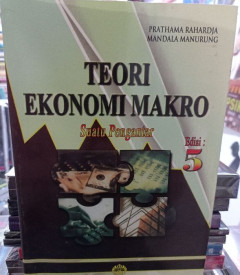 PRATHAMA RAHARDJA
MANDALA MANURUNG
TEORI
EKONOMI MAKRO
Suatu Pengantar
Edisi :
5